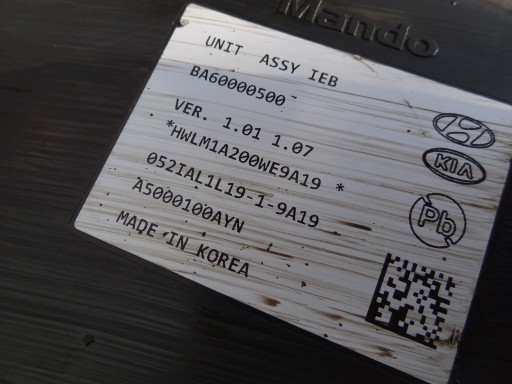 Mando
UNIT ASSY IEB
BA60000500
VER. 1.01 1.07
*HWLM1A200WE9A19 *
052IAL1L19-1-9A19
A5000100AYN
MADE IN KOREA
H
KIA
Pb